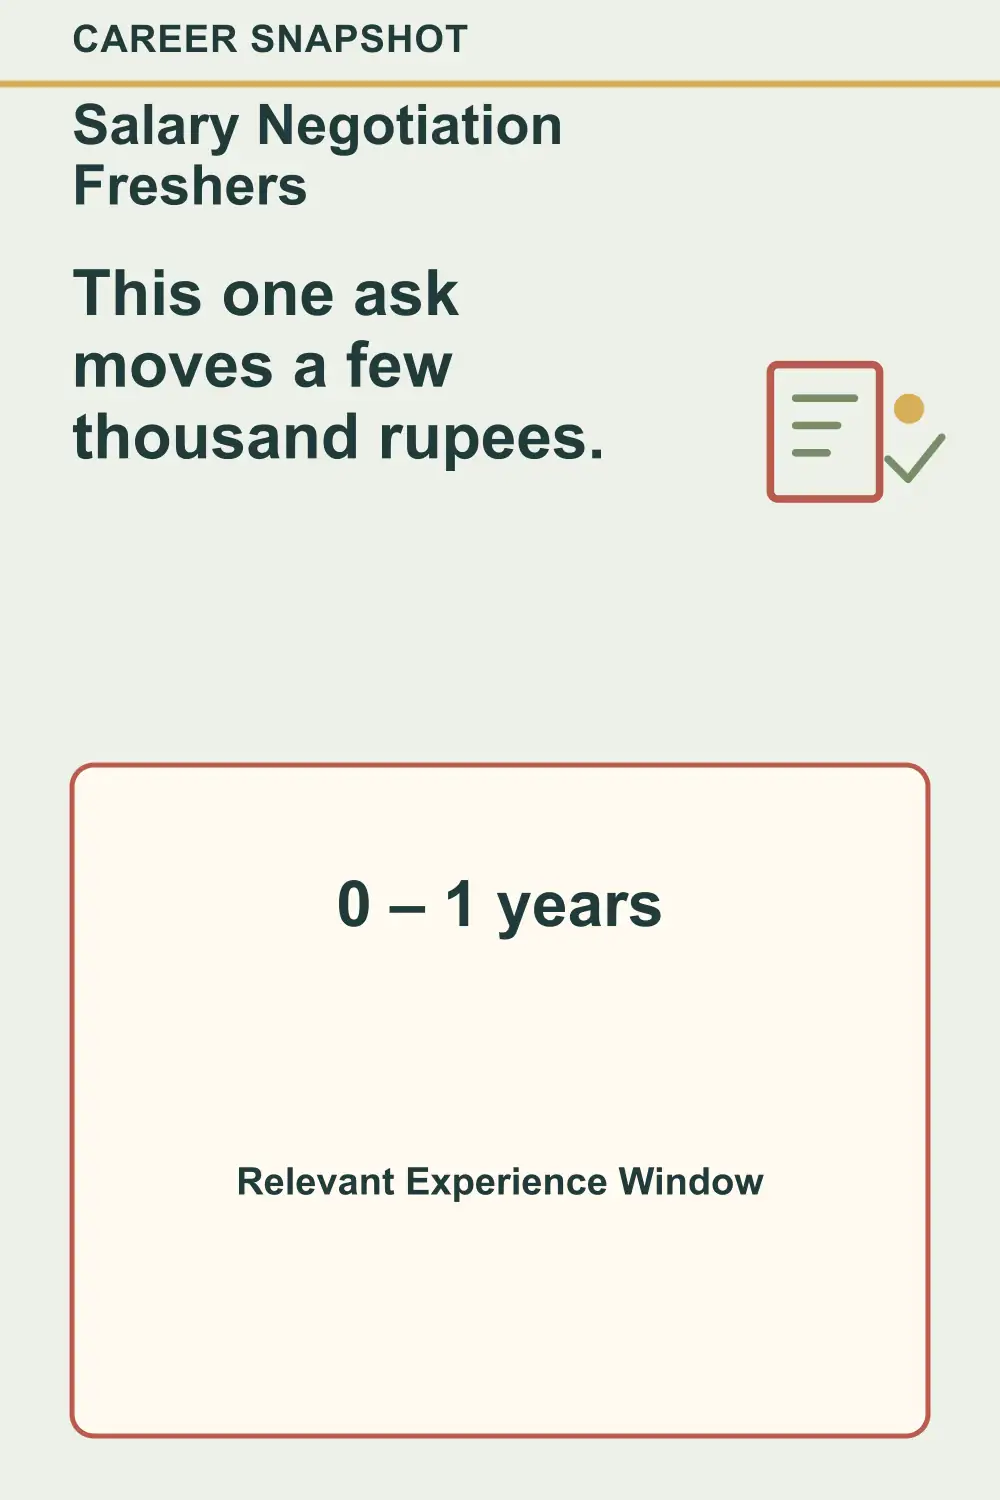 CAREER SNAPSHOT
Salary Negotiation
Freshers
This one ask
moves a few
thousand rupees.
0 – 1 years
Relevant Experience Window